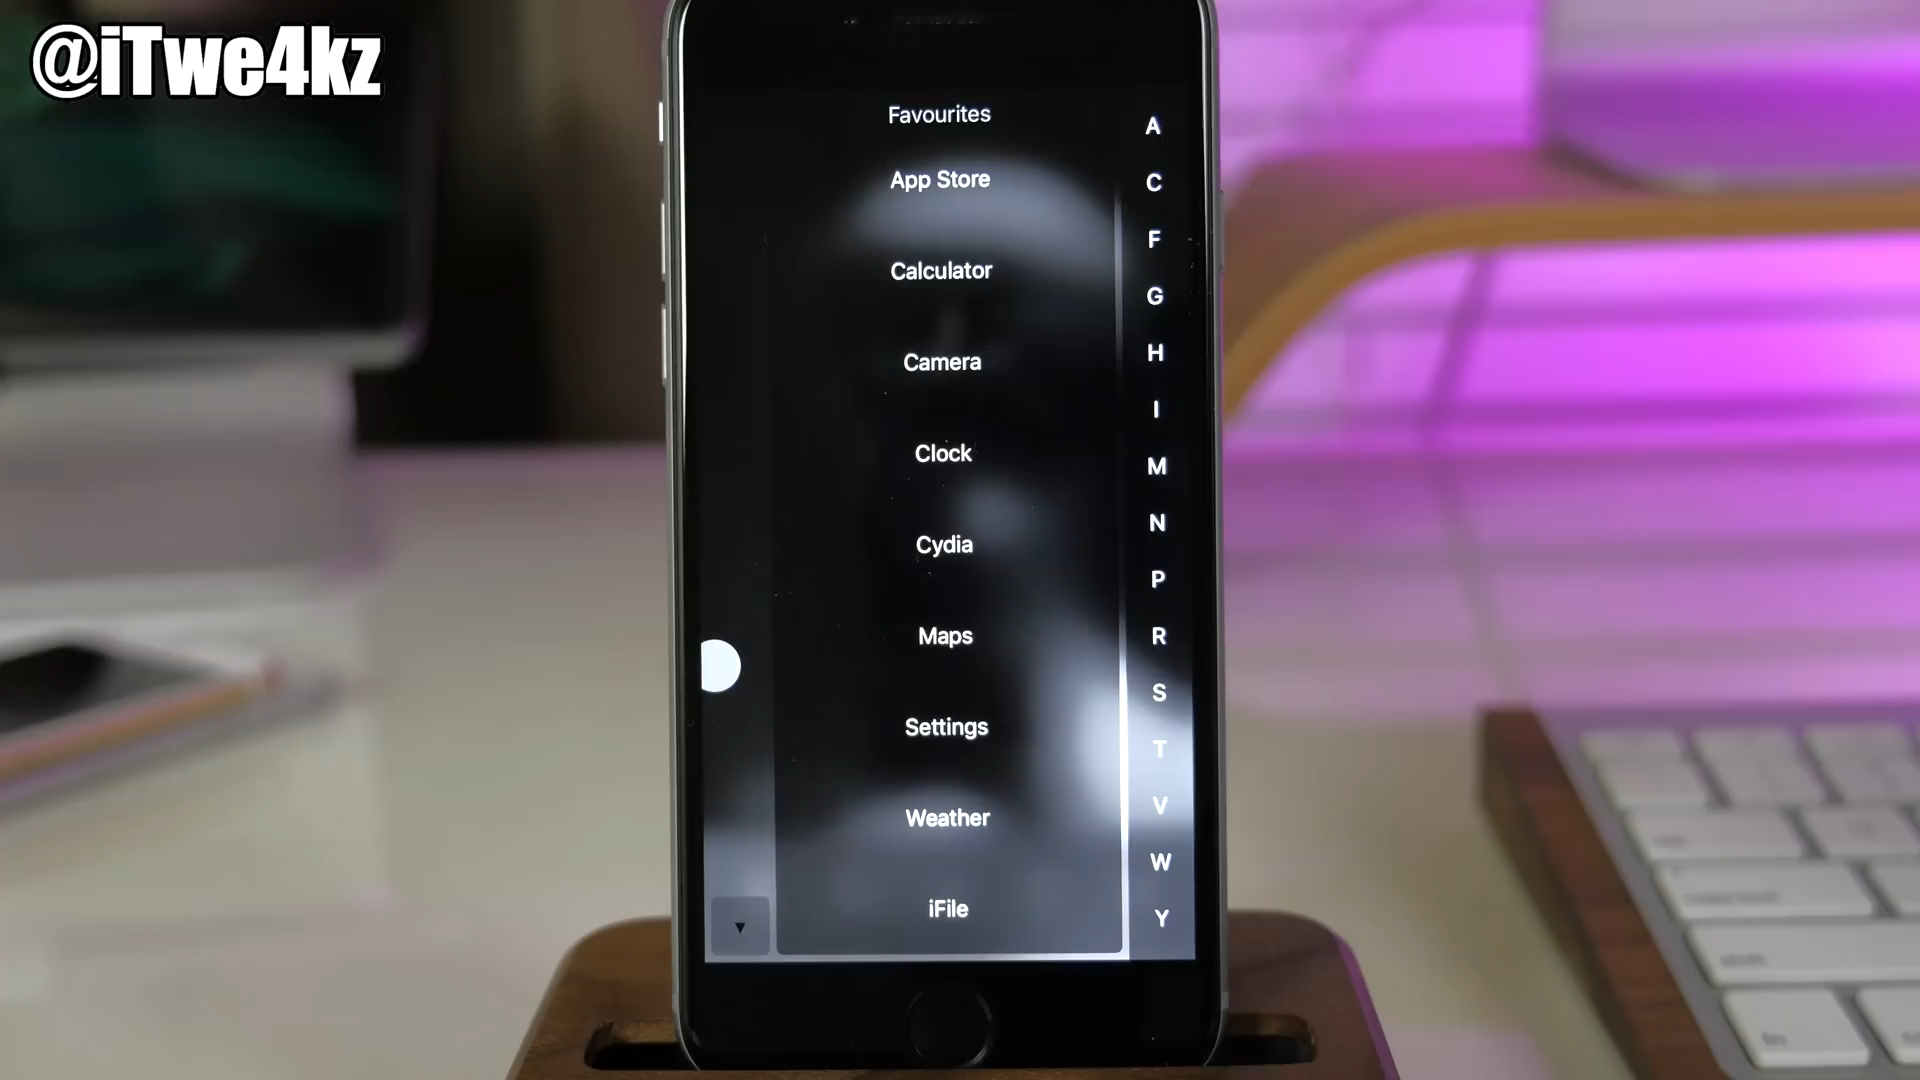 @iTwe4kz
Favourites
App Store
Calculator
Camera
Clock
Cydia
Maps
Settings
Weather
iFile
A
C
F
G
H
I
M
N
P
R
S
T
V
W
Y